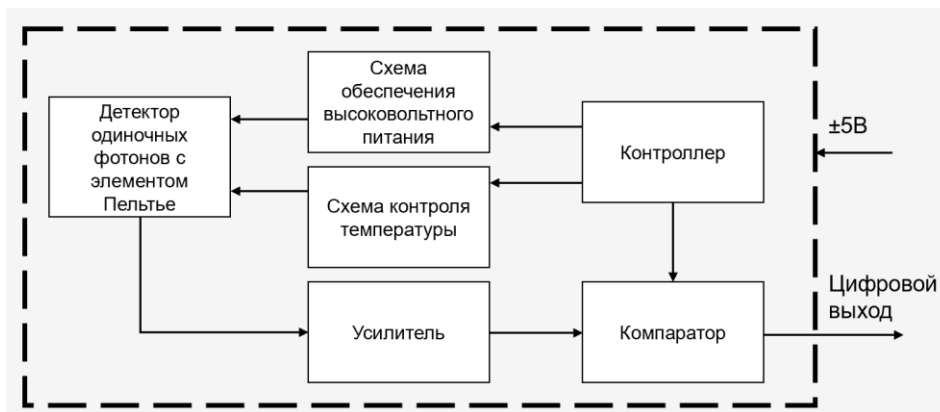 Схема
обеспечения
высоковольтного
питания
Детектор
одиночных
фотонов с
элементом
Пельтье
Контроллер
±5В
Схема контроля
температуры
Цифровой
выход
Усилитель
Компаратор